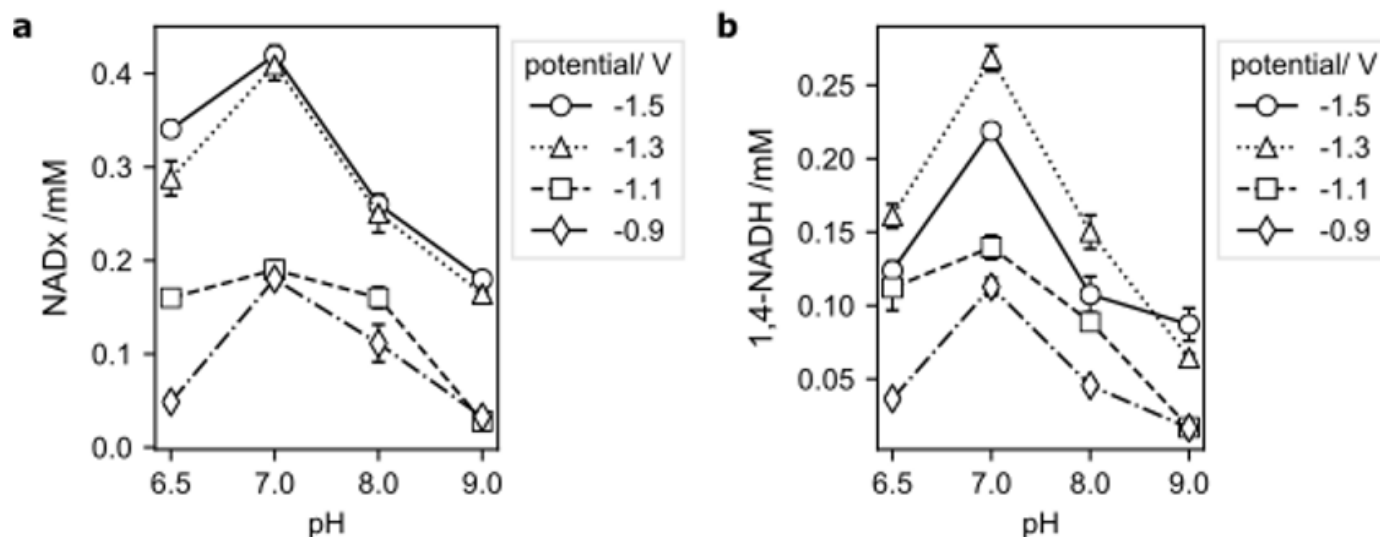 a
NADx /mM
0.4
0.3
0.2
0.1
0.0
6.5 7.0 8.0 9.0
pH
potential/ V
-1.5
-1.3
-1.1
-0.9
b
1,4-NADH /mM
0.25
0.20
0.15
0.10
0.05
6.5 7.0 8.0 9.0
pH
potential/ V
-1.5
-1.3
-1.1
-0.9